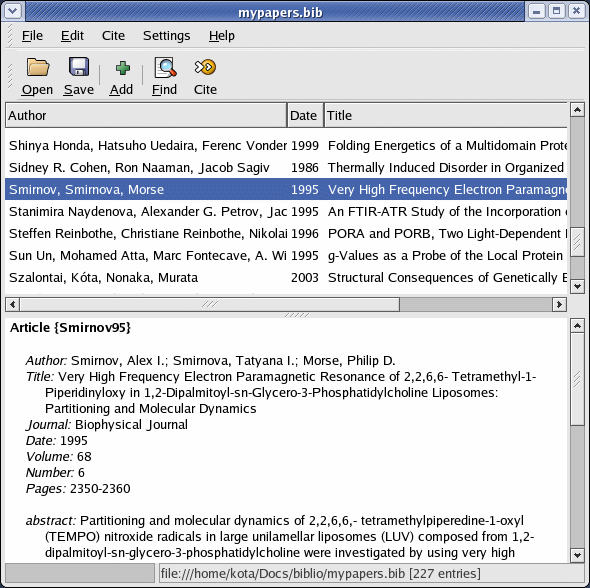 mypapers.bib
File Edit Cite Settings Help
Open Save Add Find Cite
Author Date Title
Shinya Honda, Hatsuho Uedaira, Ferenc Vonder 1999 Folding Energetics of a Multidomain Prote
Sidney R. Cohen, Ron Naaman, Jacob Sagiv 1986 Thermally Induced Disorder in Organized
Smirnov, Smirnova, Morse 1995 Very High Frequency Electron Paramagne
Stanimira Naydenova, Alexander G. Petrov, Jac 1995 An FTIR-ATR Study of the Incorporation o
Steffen Reinbothe, Christiane Reinbothe, Nikolai 1996 PORA and PORB, Two Light-Dependent
Sun Un, Mohamed Atta, Marc Fontecave, A. Wi 1995 g-Values as a Probe of the Local Protein
Szalontai, Kóta, Nonaka, Murata 2003 Structural Consequences of Genetically E
Article {Smirnov95}
Author: Smirnov, Alex I.; Smirnova, Tatyana I.; Morse, Philip D.
Title: Very High Frequency Electron Paramagnetic Resonance of 2,2,6,6- Tetramethyl-1-
Piperidinyloxy in 1,2-Dipalmitoyl-sn-Glycero-3-Phosphatidylcholine Liposomes:
Partitioning and Molecular Dynamics
Journal: Biophysical Journal
Date: 1995
Volume: 68
Number: 6
Pages: 2350-2360
abstract: Partitioning and molecular dynamics of 2,2,6,6,- tetramethylpiperedine-1-oxyl
(TEMPO) nitroxide radicals in large unilamellar liposomes (LUV) composed from 1,2-
dipalmitoyl-sn-glycero-3-phosphatidylcholine were investigated by using very high
file:///home/kota/Docs/biblio/mypapers.bib [227 entries]